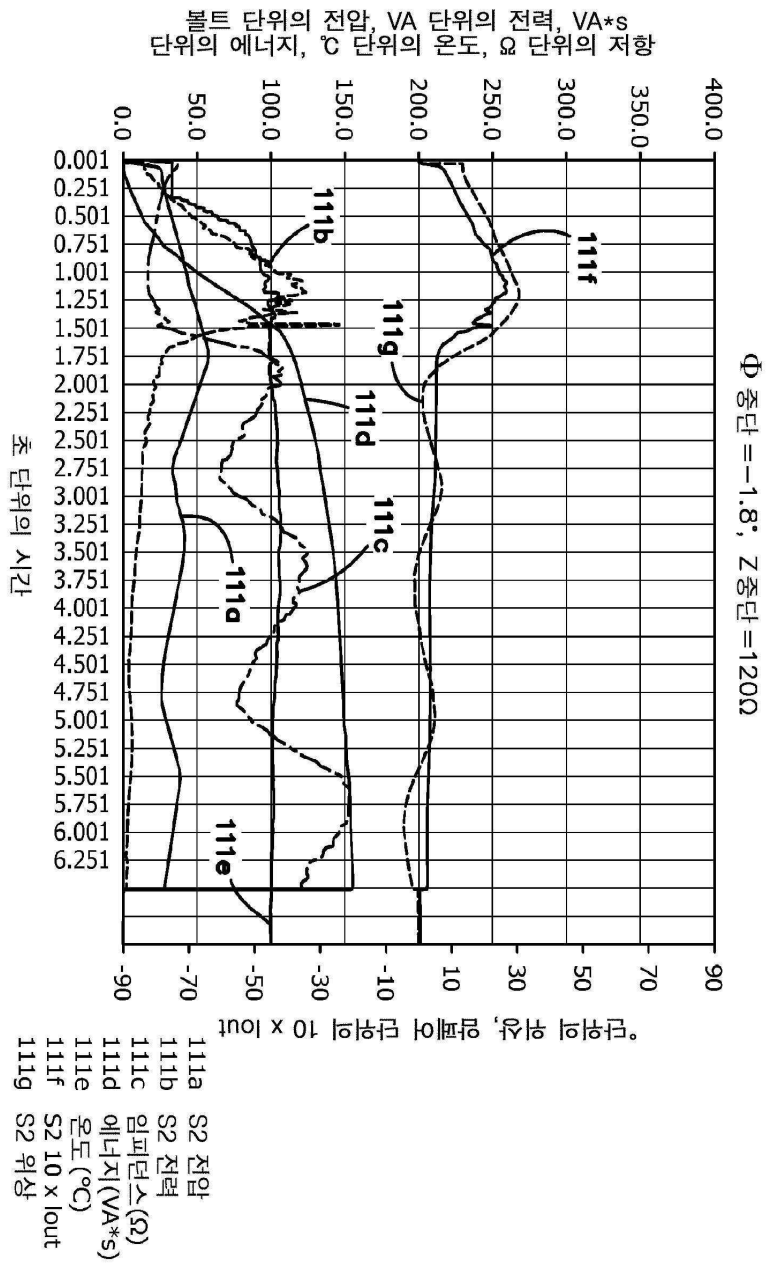 Φ중단=-1.8°, Z중단=120Ω
볼트 단위의 전압, VA 단위의 전력, VA*s
단위의 에너지, ℃ 단위의 온도, Ω 단위의 저항
400.0
350.0
300.0
250.0
200.0
150.0
100.0
50.0
0.0
90
70
50
30
10
-10
-30
-50
-70
-90
°단위의 위상, 암페어 단위의 10 x Iout
0.001
0.251
0.501
0.751
1.001
1.251
1.501
1.751
2.001
2.251
2.501
2.751
3.001
3.251
3.501
3.751
4.001
4.251
4.501
4.751
5.001
5.251
5.501
5.751
6.001
6.251
초 단위의 시간
111f
111g
111b
111d
111c
111a
111e
111a S2 전압
111b S2 전력
111c 임피던스(Ω)
111d 에너지(VA*s)
111e 온도(℃)
111f S2 10 x Iout
111g S2 위상